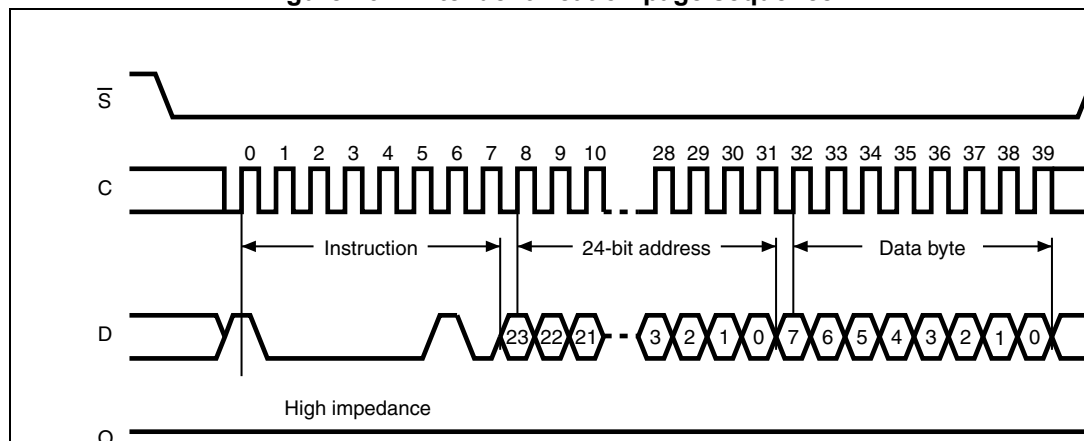 S
0 1 2 3 4 5 6 7 8 9 10 28 29 30 31 32 33 34 35 36 37 38 39
C
Instruction 24-bit address Data byte
D 23 22 21 3 2 1 0 7 6 5 4 3 2 1 0
High impedance